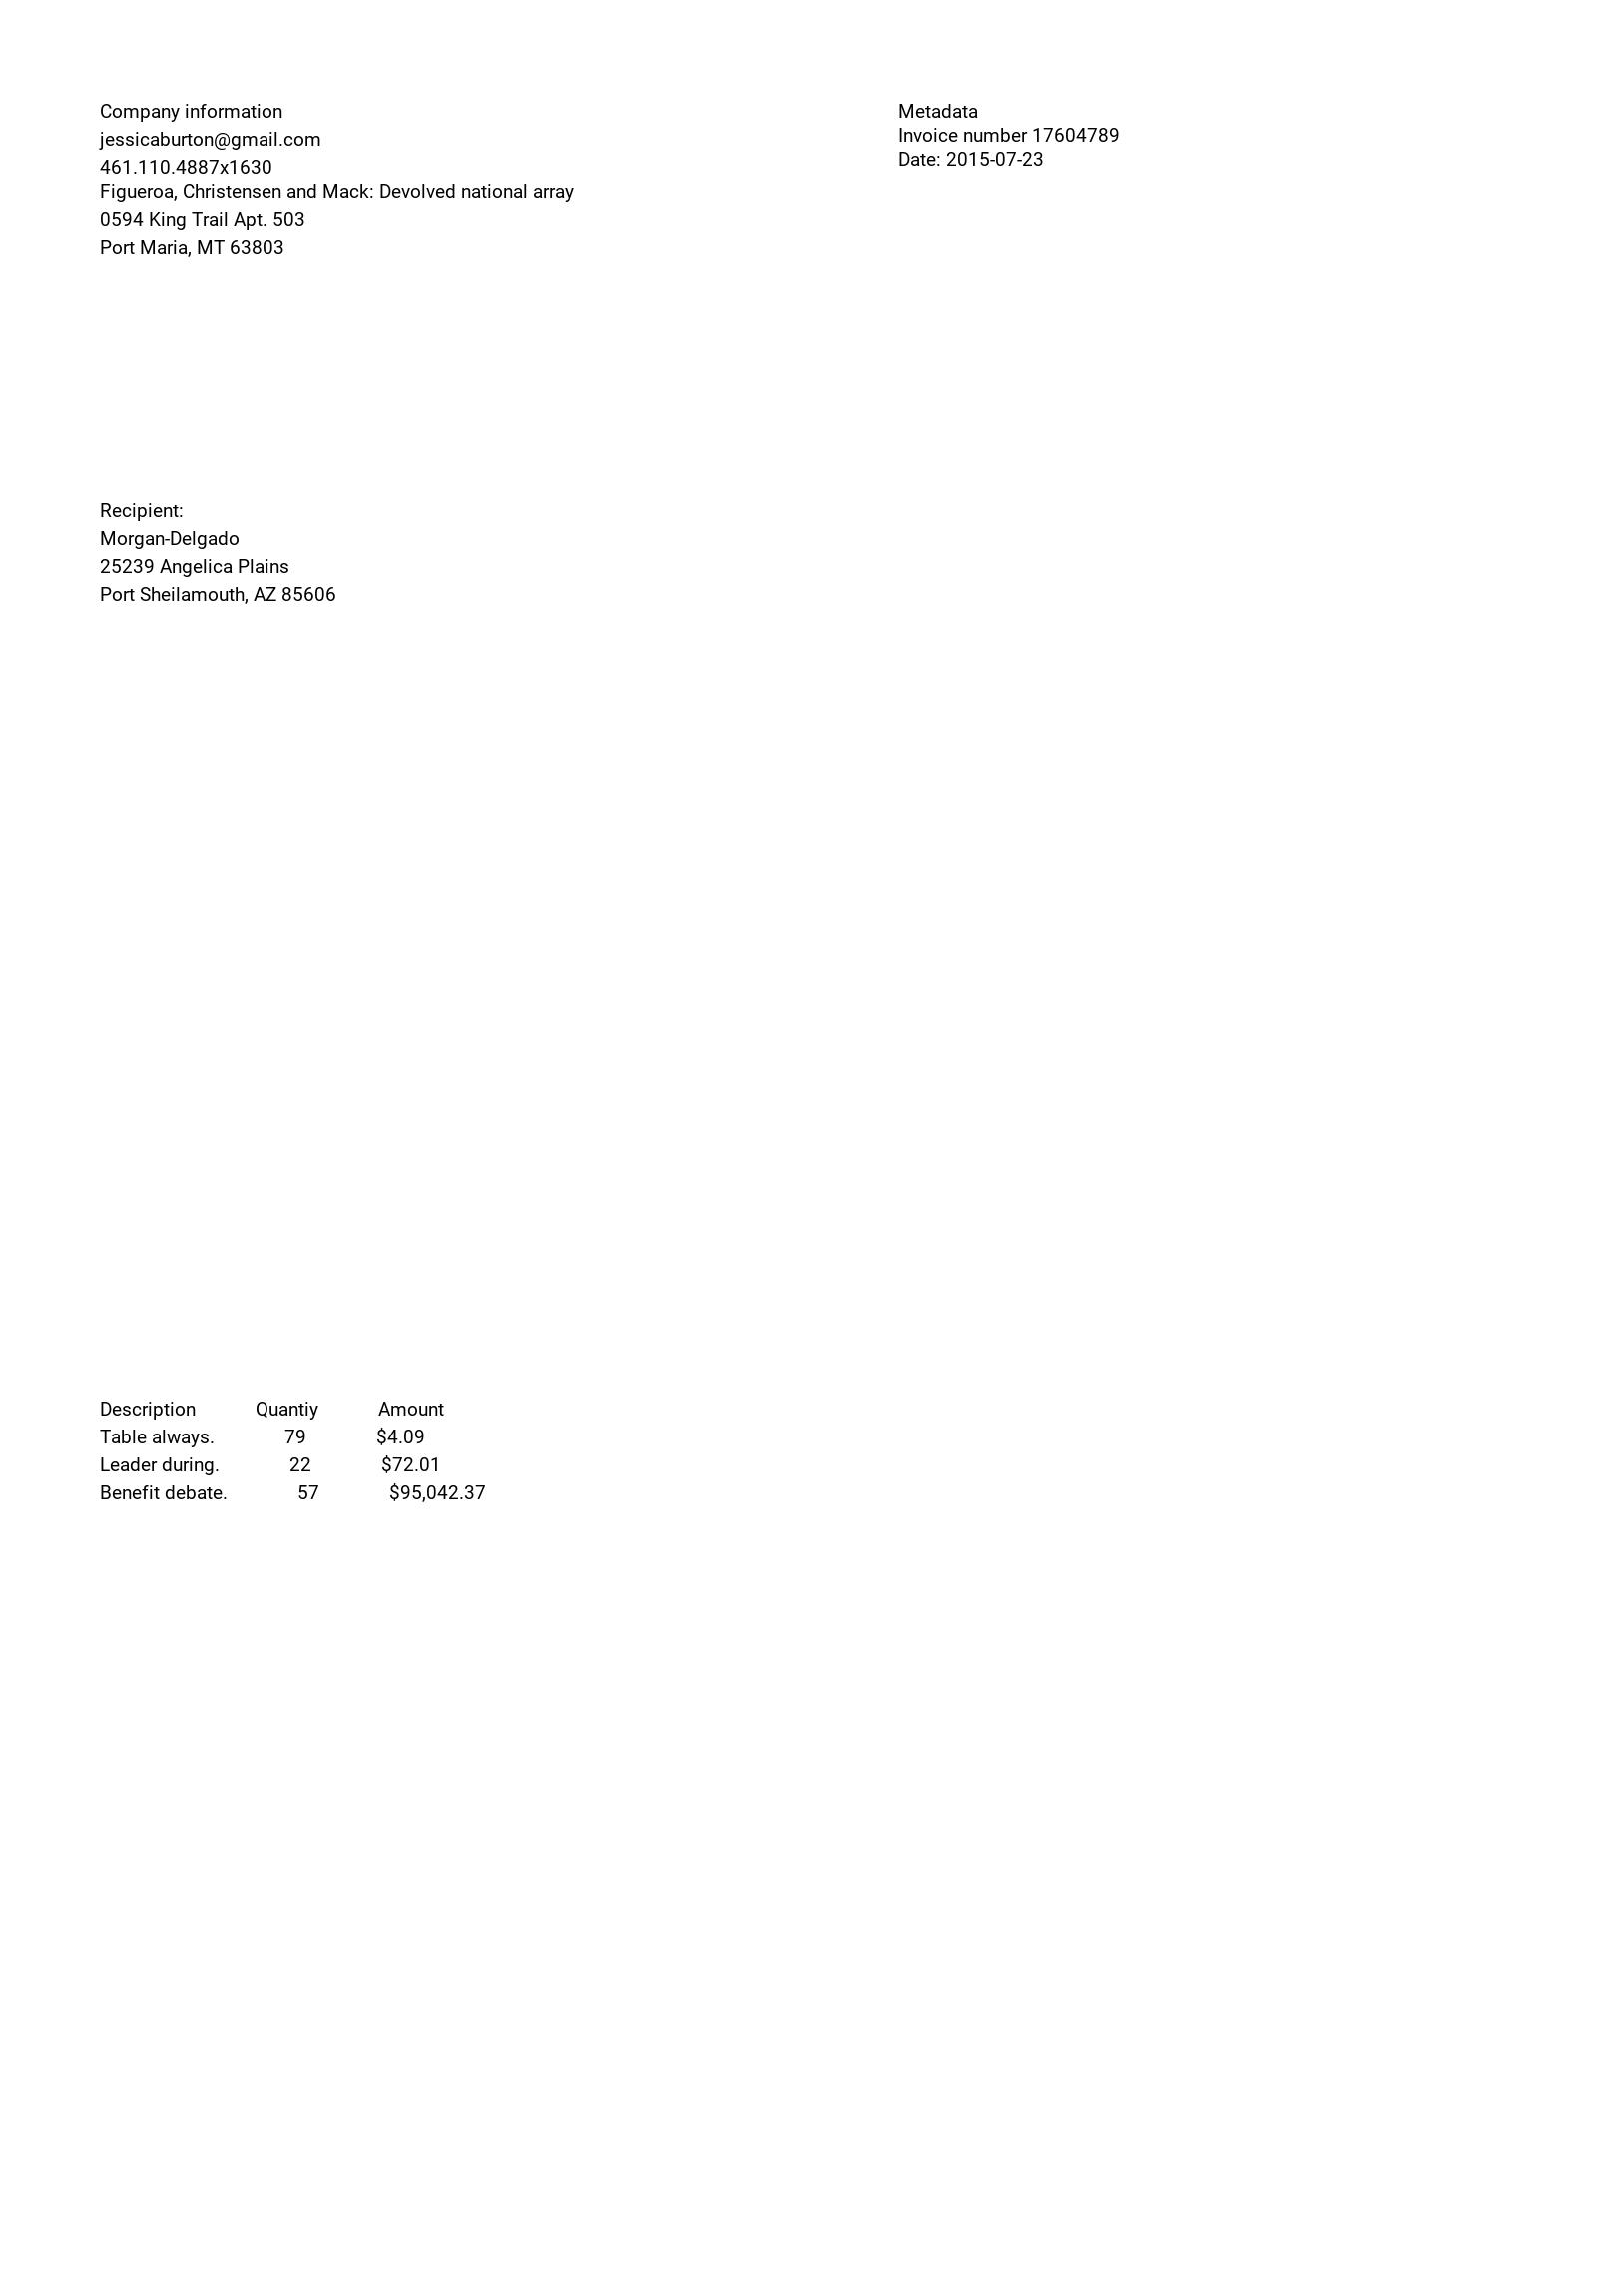 Company information
jessicaburton@gmail.com
461.110.4887x1630
Figueroa, Christensen and Mack: Devolved national array
0594 King Trail Apt. 503
Port Maria, MT 63803
Metadata
Invoice number 17604789
Date: 2015-07-23
Recipient:
Morgan-Delgado
25239 Angelica Plains
Port Sheilamouth, AZ 85606
Description Quantiy Amount
Table always. 79 $4.09
Leader during. 22 $72.01
Benefit debate. 57 $95,042.37